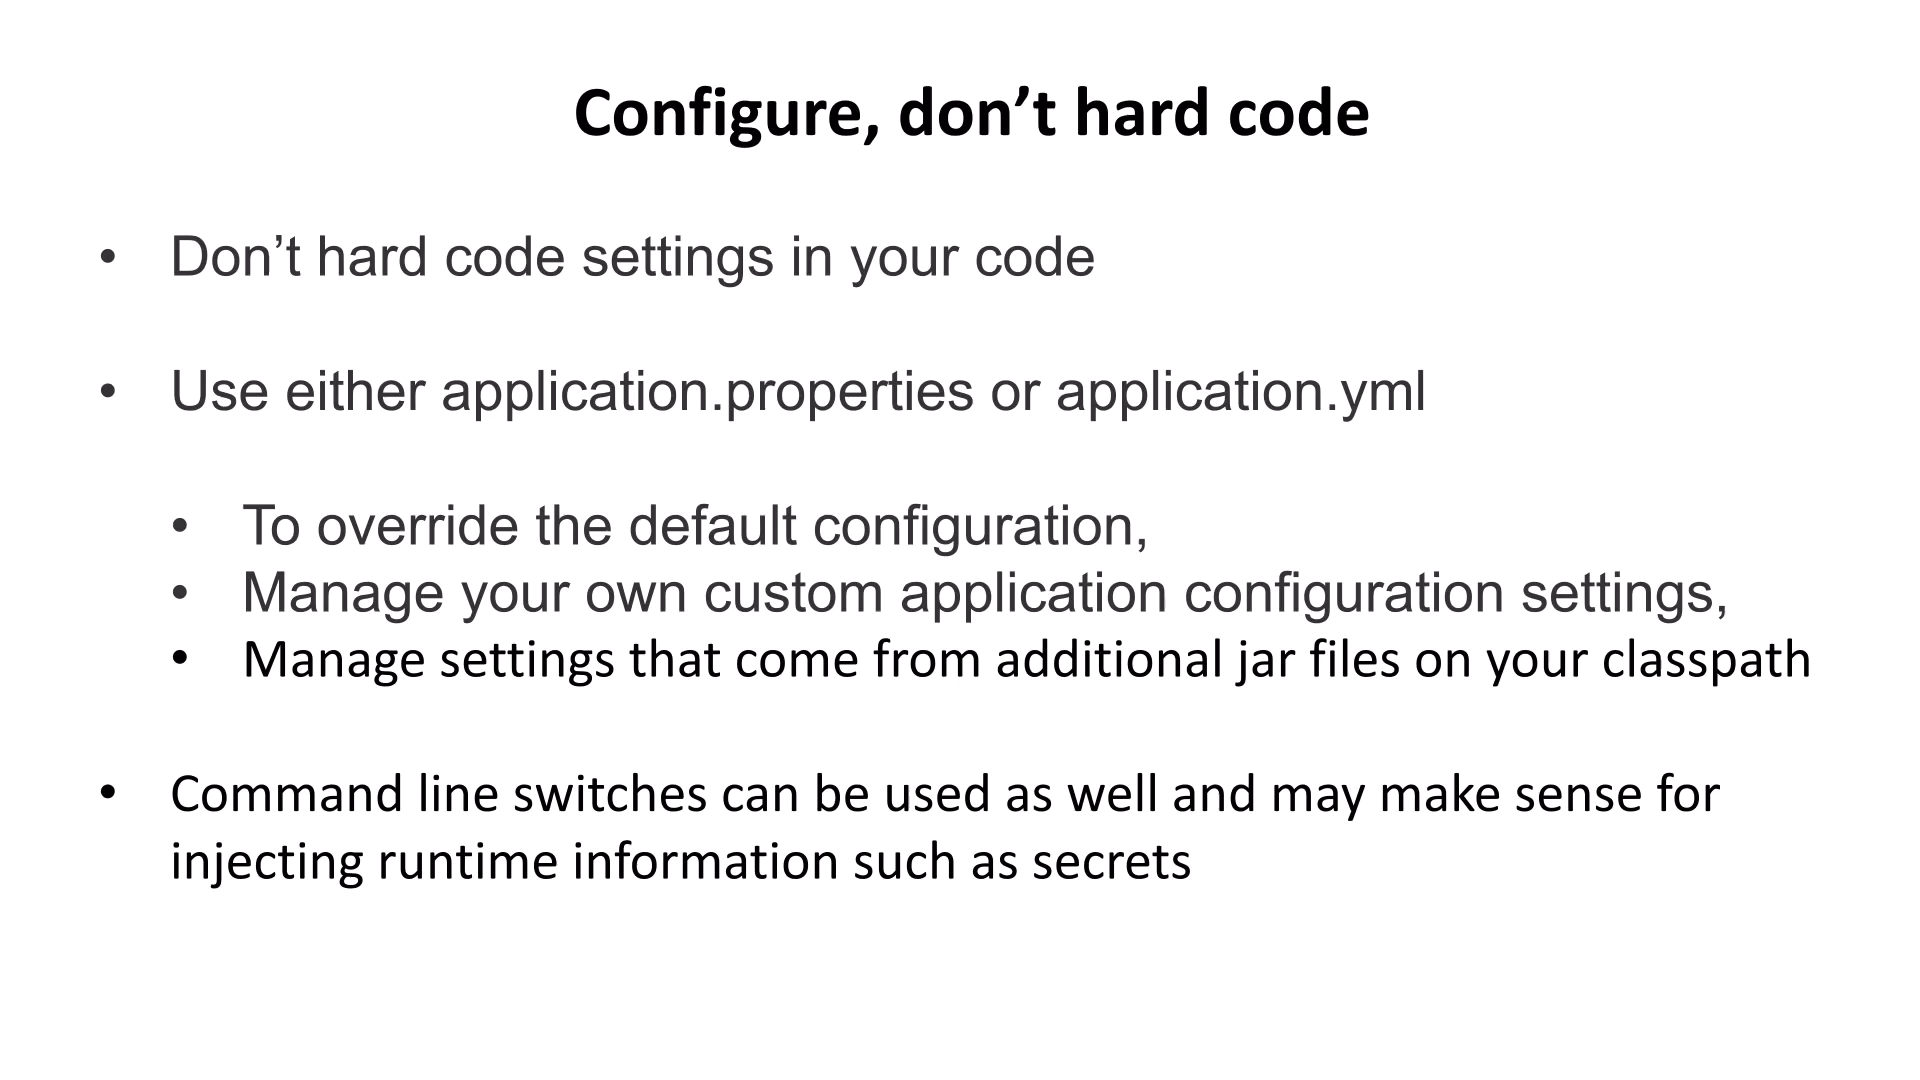 Configure, don’t hard code
• Don’t hard code settings in your code
• Use either application.properties or application.yml
• To override the default configuration,
• Manage your own custom application configuration settings,
• Manage settings that come from additional jar files on your classpath
• Command line switches can be used as well and may make sense for
injecting runtime information such as secrets